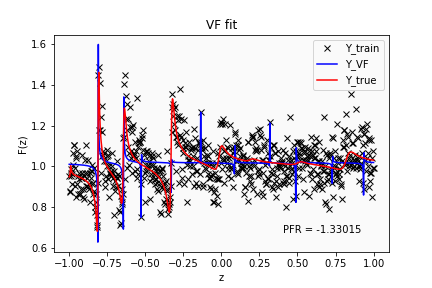 VF fit
Y_train
Y_VF
Y_true
F(z)
1.6
1.4
1.2
1.0
0.8
0.6
PFR = -1.33015
−1.00 −0.75 −0.50 −0.25 0.00 0.25 0.50 0.75 1.00
z